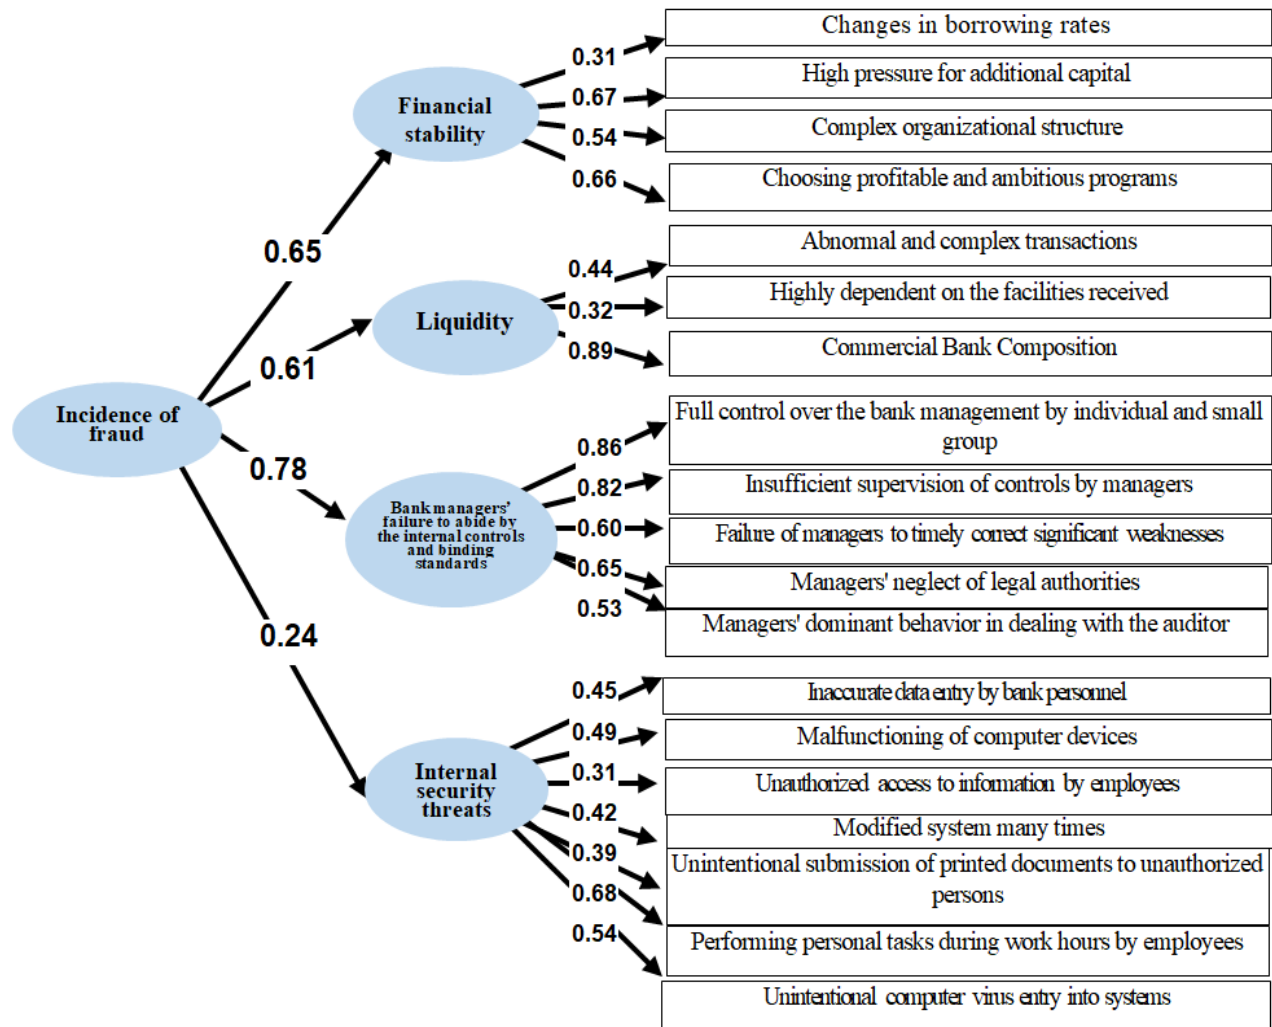 Changes in borrowing rates
0.31
High pressure for additional capital
Financial
stability
0.67
Complex organizational structure
0.54
Choosing profitable and ambitious programs
0.66
0.65
Abnormal and complex transactions
0.44
Highly dependent on the facilities received
Liquidity
0.32
Commercial Bank Composition
0.89
0.61
Incidence of
fraud
Full control over the bank management by individual and small
group
0.86
0.78
Insufficient supervision of controls by managers
0.82
Bank managers’
failure to abide by
the internal controls
and binding
standards
Failure of managers to timely correct significant weaknesses
0.60
Managers' neglect of legal authorities
0.65
Managers' dominant behavior in dealing with the auditor
0.53
0.24
Inaccurate data entry by bank personnel
0.45
Malfunctioning of computer devices
0.49
Internal
security
threats
Unauthorized access to information by employees
0.31
Modified system many times
0.42
Unintentional submission of printed documents to unauthorized
persons
0.39
0.68
Performing personal tasks during work hours by employees
0.54
Unintentional computer virus entry into systems